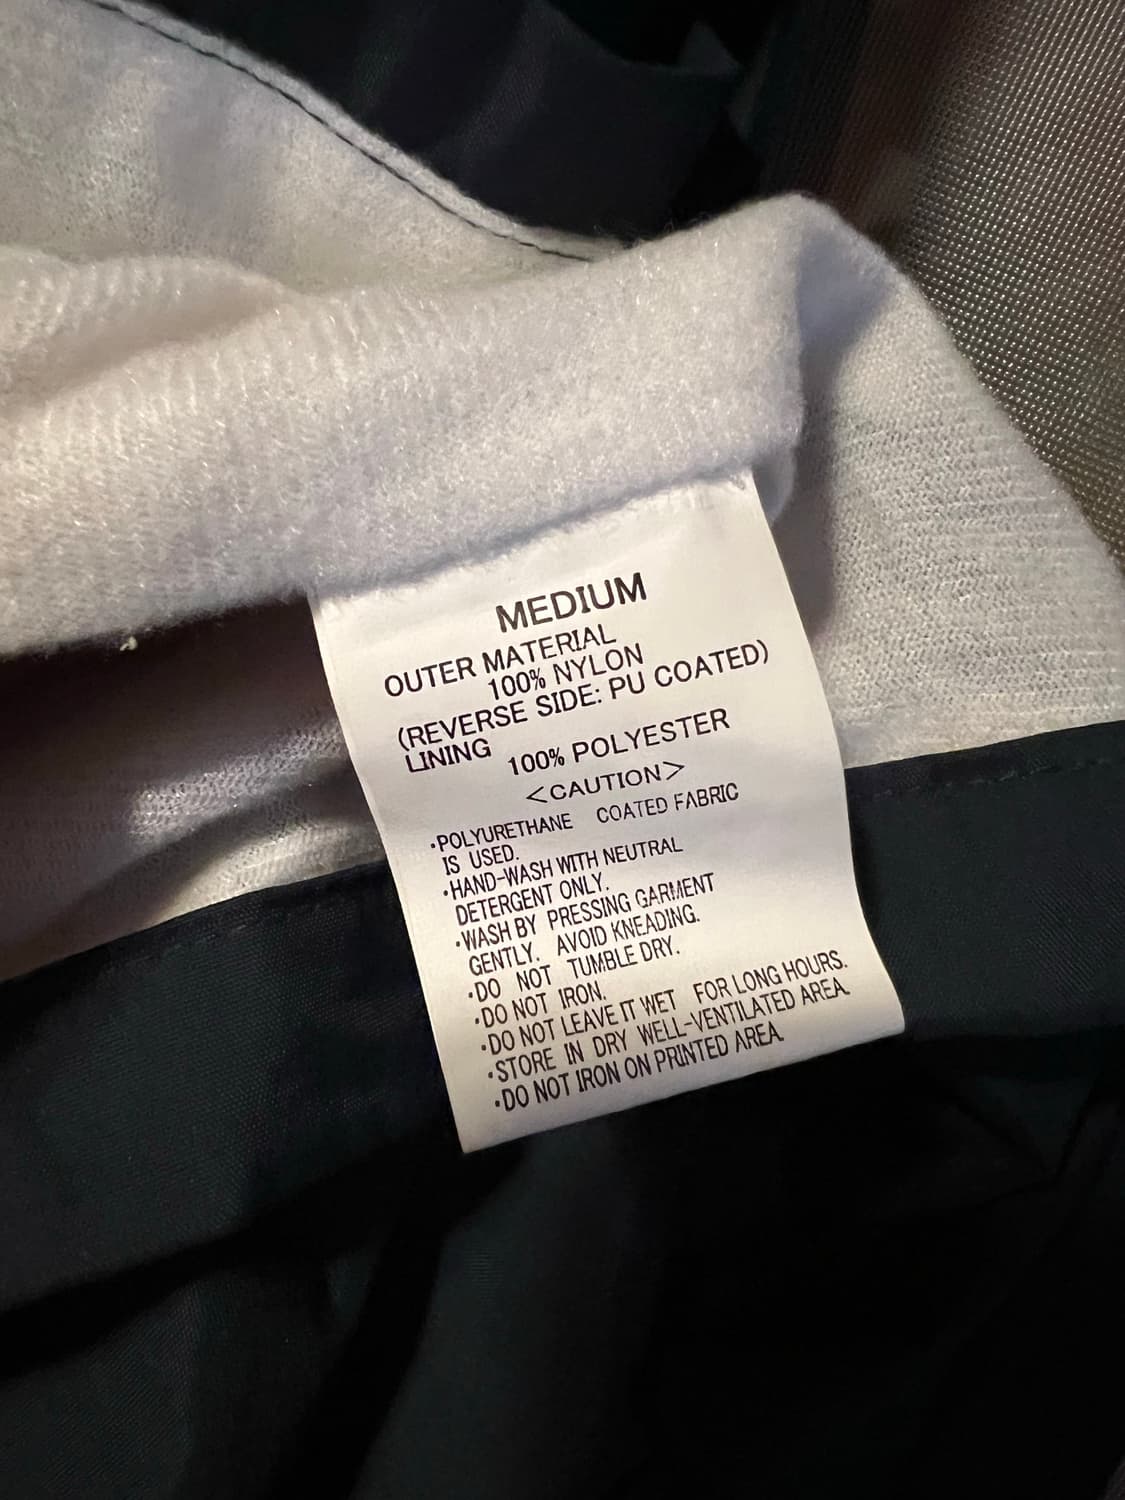 MEDIUM
OUTER MATERIAL
100% NYLON
(REVERSE SIDE: PU COATED)
LINING
100% POLYESTER
<CAUTION>
・POLYURETHANE COATED FABRIC
IS USED.
・HAND-WASH WITH NEUTRAL
DETERGENT ONLY.
・WASH BY PRESSING GARMENT
GENTLY. AVOID KNEADING.
・DO NOT TUMBLE DRY.
・DO NOT IRON.
・DO NOT LEAVE IT WET FOR LONG HOURS.
・STORE IN DRY WELL-VENTILATED AREA.
・DO NOT IRON ON PRINTED AREA.